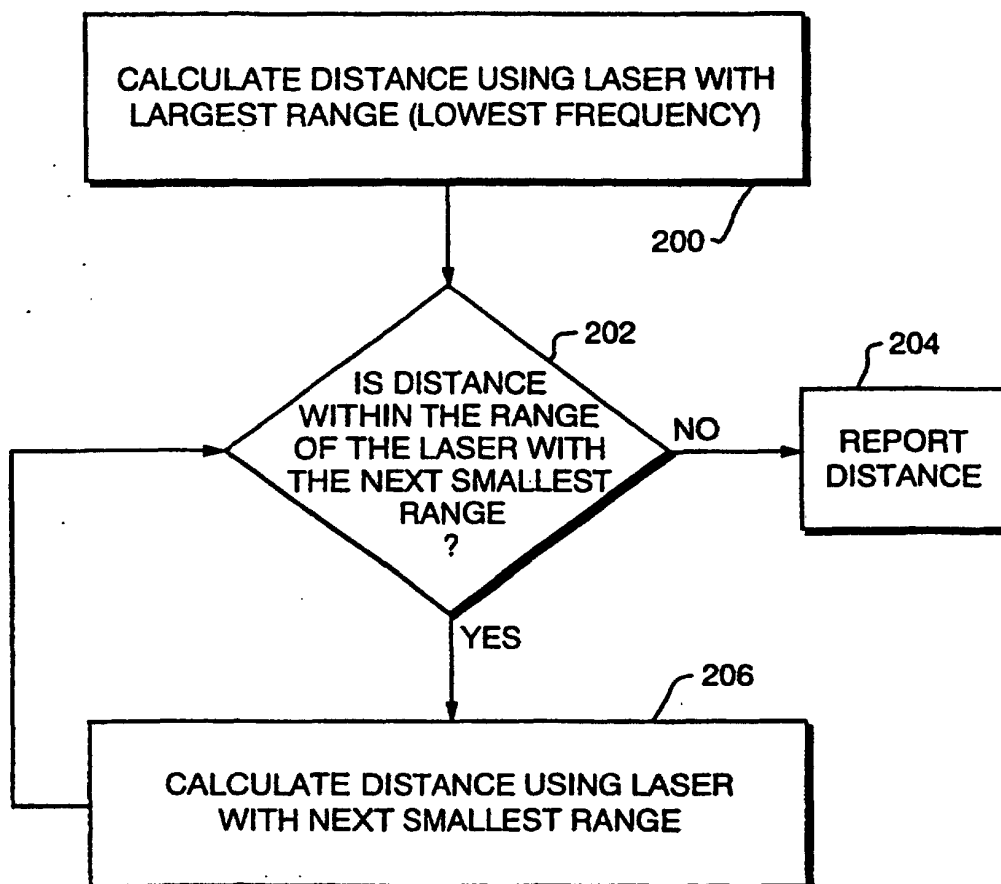 CALCULATE DISTANCE USING LASER WITH
LARGEST RANGE (LOWEST FREQUENCY)
200
202
IS DISTANCE
WITHIN THE RANGE
OF THE LASER WITH
THE NEXT SMALLEST
RANGE
?
NO
204
REPORT
DISTANCE
YES
206
CALCULATE DISTANCE USING LASER
WITH NEXT SMALLEST RANGE